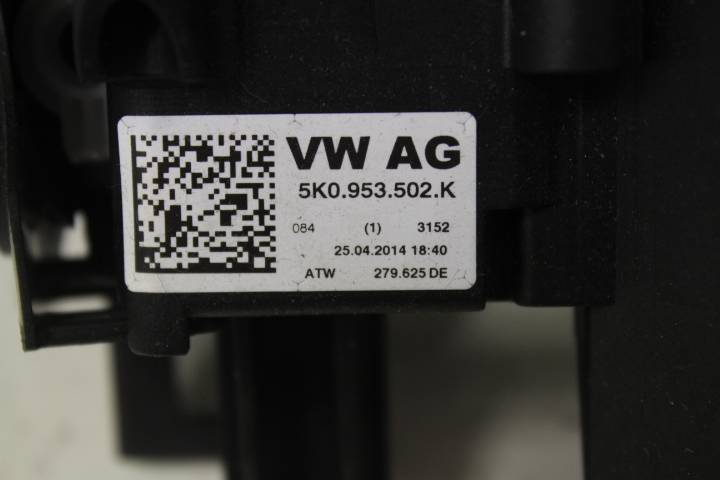 VW AG
5K0.953.502.K
084 (1) 3152
25.04.2014 18:40
ATW 279.625 DE